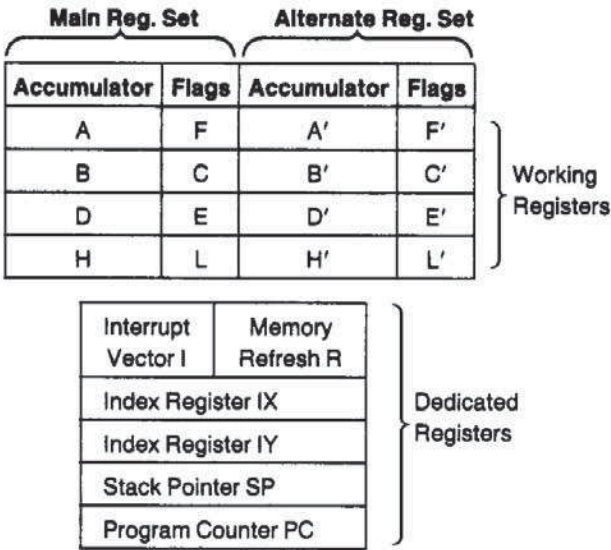 Main Reg. Set Alternate Reg. Set
Accumulator Flags Accumulator Flags
A F A′ F′
B C B′ C′
D E D′ E′
H L H′ L′
Working
Registers
Interrupt Memory
Vector I Refresh R
Index Register IX
Index Register IY
Stack Pointer SP
Program Counter PC
Dedicated
Registers